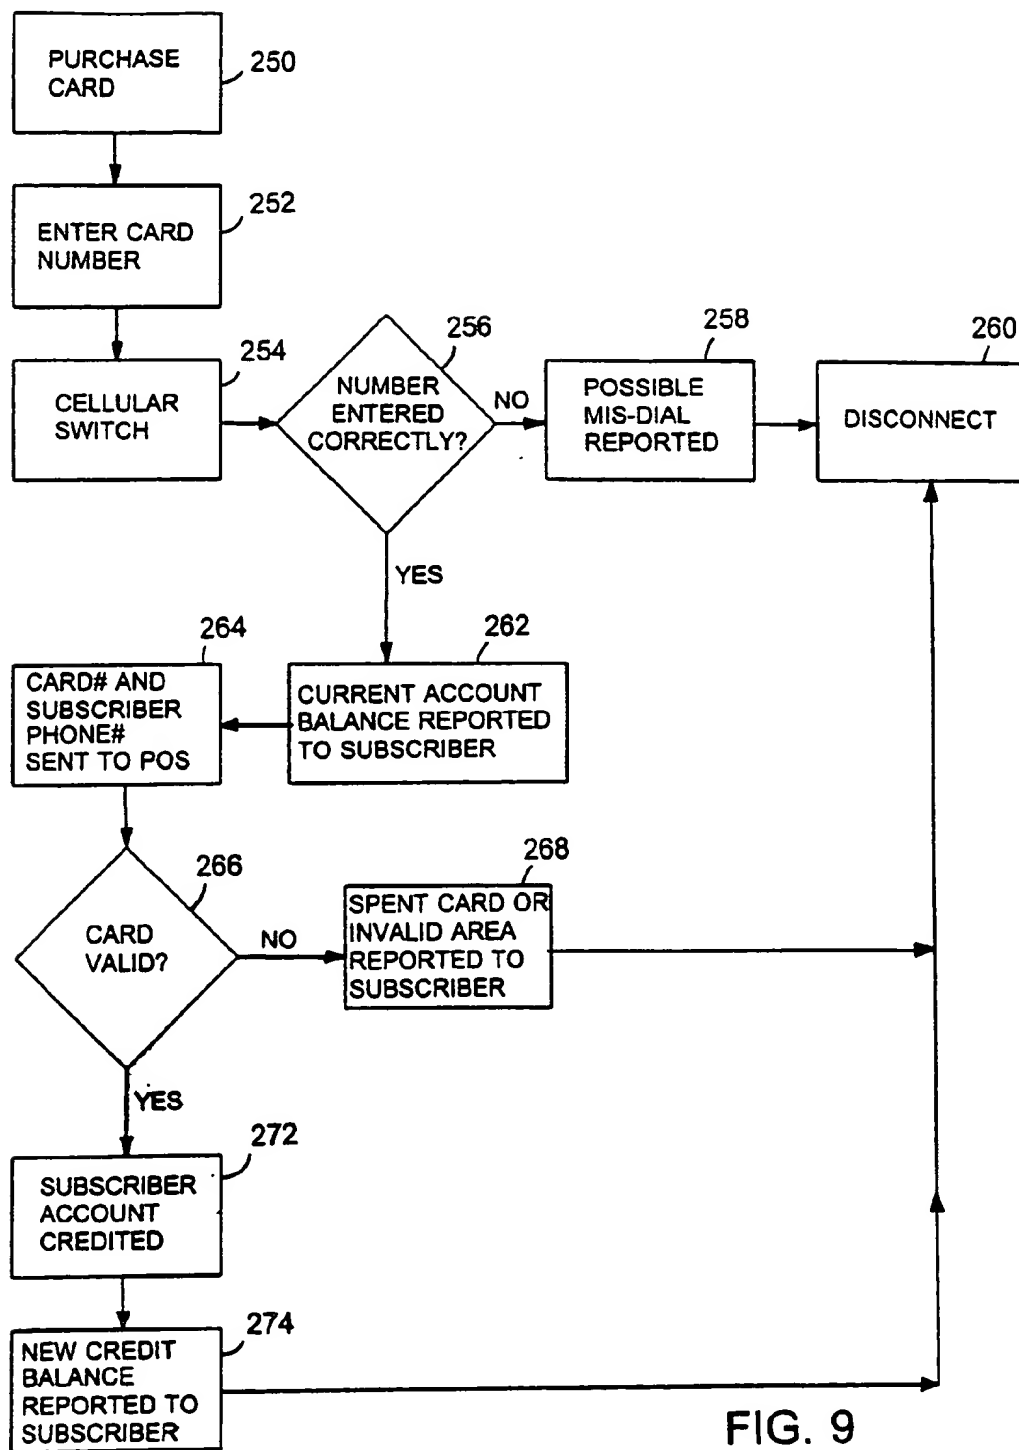 PURCHASE
CARD
250
ENTER CARD
NUMBER
252
CELLULAR
SWITCH
254
NUMBER
ENTERED
CORRECTLY?
256
NO
POSSIBLE
MIS-DIAL
REPORTED
258
DISCONNECT
260
YES
CURRENT ACCOUNT
BALANCE REPORTED
TO SUBSCRIBER
262
CARD# AND
SUBSCRIBER
PHONE#
SENT TO POS
264
CARD
VALID?
266
NO
SPENT CARD OR
INVALID AREA
REPORTED TO
SUBSCRIBER
268
YES
SUBSCRIBER
ACCOUNT
CREDITED
272
NEW CREDIT
BALANCE
REPORTED TO
SUBSCRIBER
274
FIG. 9